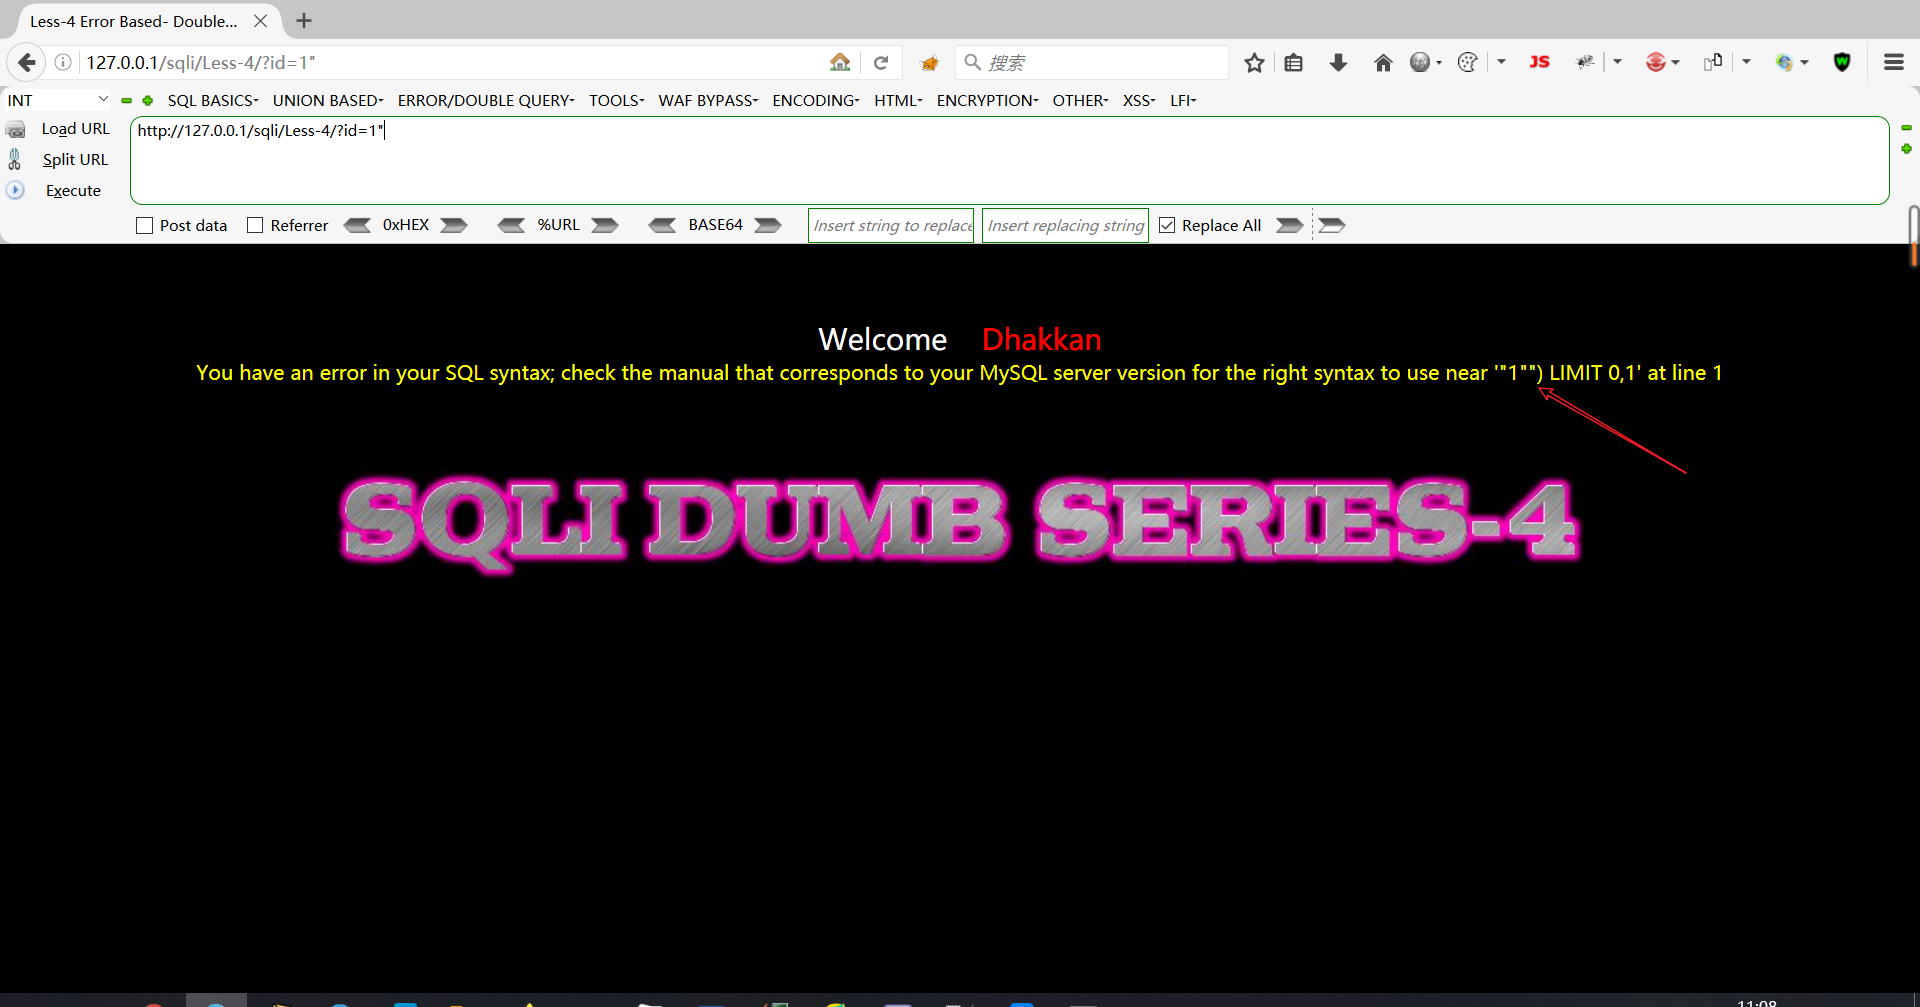 Less-4 Error Based- Double...
127.0.0.1/sqli/Less-4/?id=1"
搜索
JS
W
INT
SQL BASICS
UNION BASED
ERROR/DOUBLE QUERY
TOOLS
WAF BYPASS
ENCODING
HTML
ENCRYPTION
OTHER
XSS
LFI
Load URL
http://127.0.0.1/sqli/Less-4/?id=1"
Split URL
Execute
Post data
Referrer
0xHEX
%URL
BASE64
Insert string to replace
Insert replacing string
Replace All
Welcome Dhakkan
You have an error in your SQL syntax; check the manual that corresponds to your MySQL server version for the right syntax to use near '"1"") LIMIT 0,1' at line 1
SQLI DUMB SERIES-4